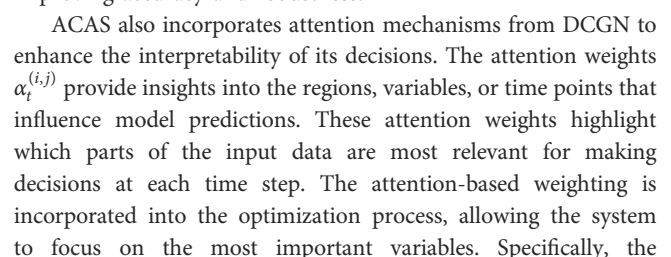 ACAS also incorporates attention mechanisms from DCGN to
enhance the interpretability of its decisions. The attention weights
α_t^{(i,j)} provide insights into the regions, variables, or time points that
influence model predictions. These attention weights highlight
which parts of the input data are most relevant for making
decisions at each time step. The attention-based weighting is
incorporated into the optimization process, allowing the system
to focus on the most important variables. Specifically, the